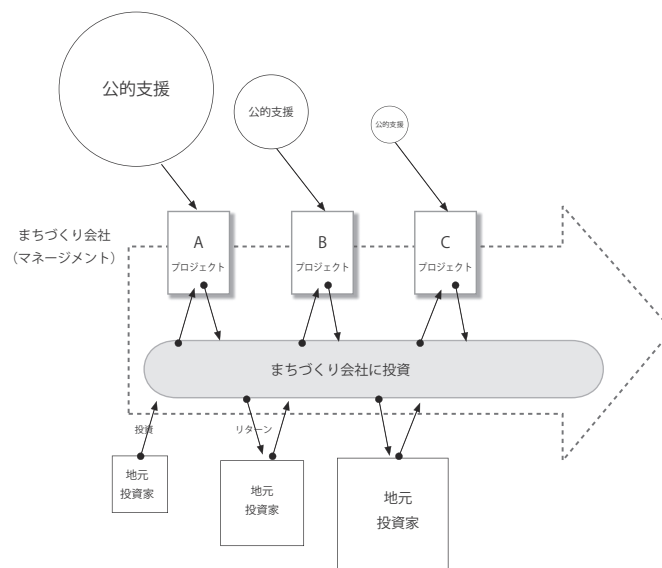 公的支援
公的支援
公的支援
まちづくり会社
（マネージメント）
A
プロジェクト
B
プロジェクト
C
プロジェクト
まちづくり会社に投資
投資
リターン
地元
投資家
地元
投資家
地元
投資家